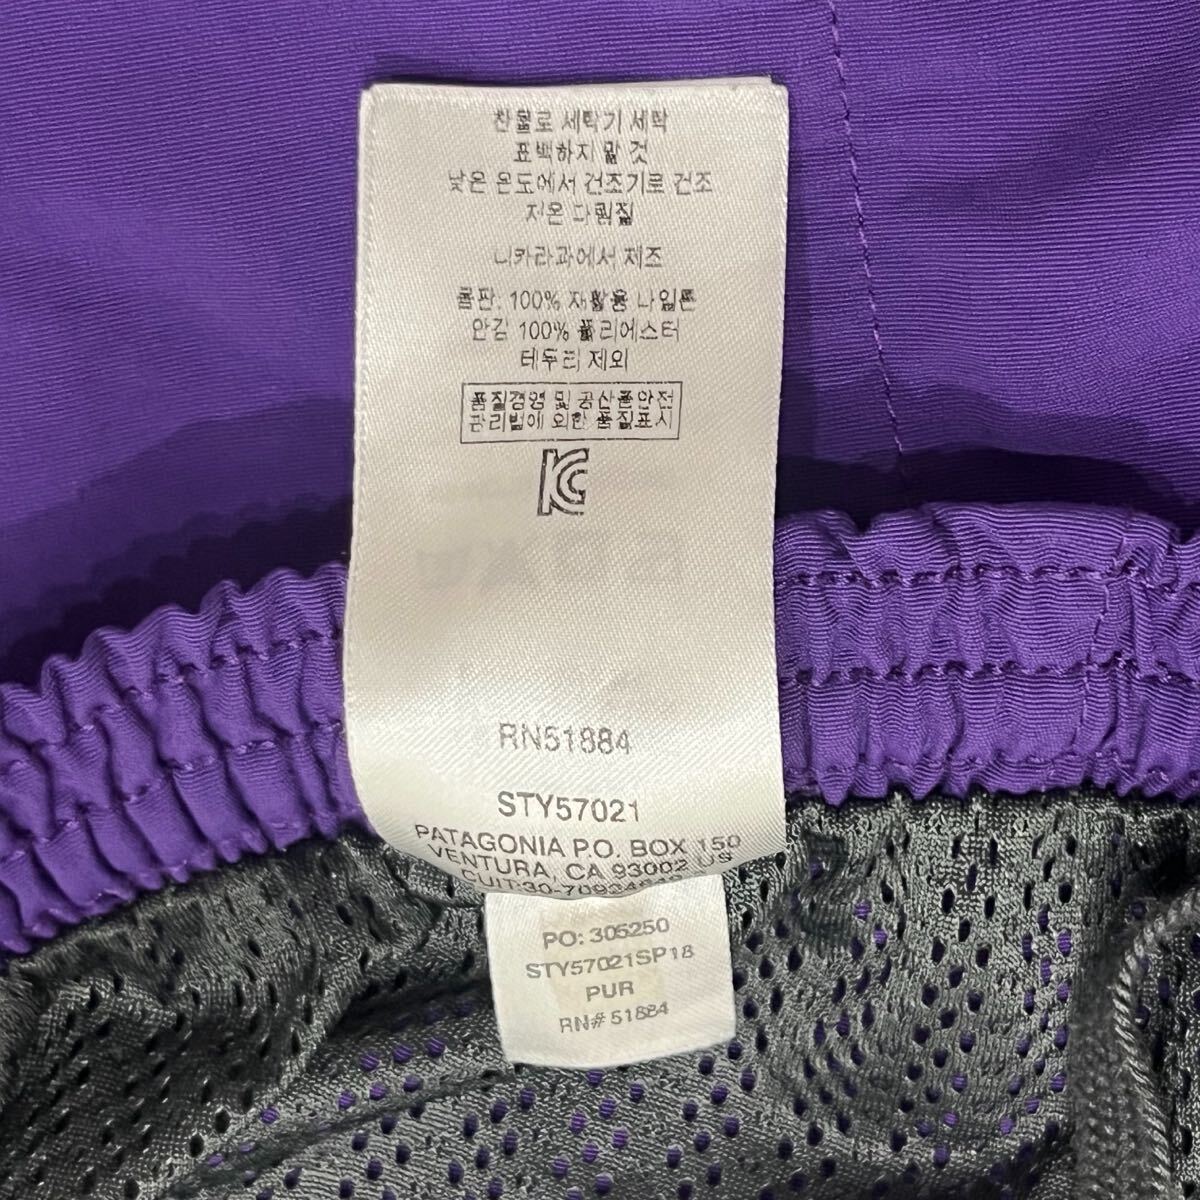 찬물로 세탁기 세탁
표백하지 말 것
낮은 온도에서 건조기로 건조
저온 다림질
니카라과에서 제조
몸판: 100% 재활용 나일론
안감 100% 폴리에스터
테두리 제외
품질경영 및 공산품안전
관리법에 의한 품질표시
KC
RN51884
STY57021
PATAGONIA P.O. BOX 150
VENTURA, CA 93002 US
PO: 305250
STY57021SP18
PUR
RN# 51884